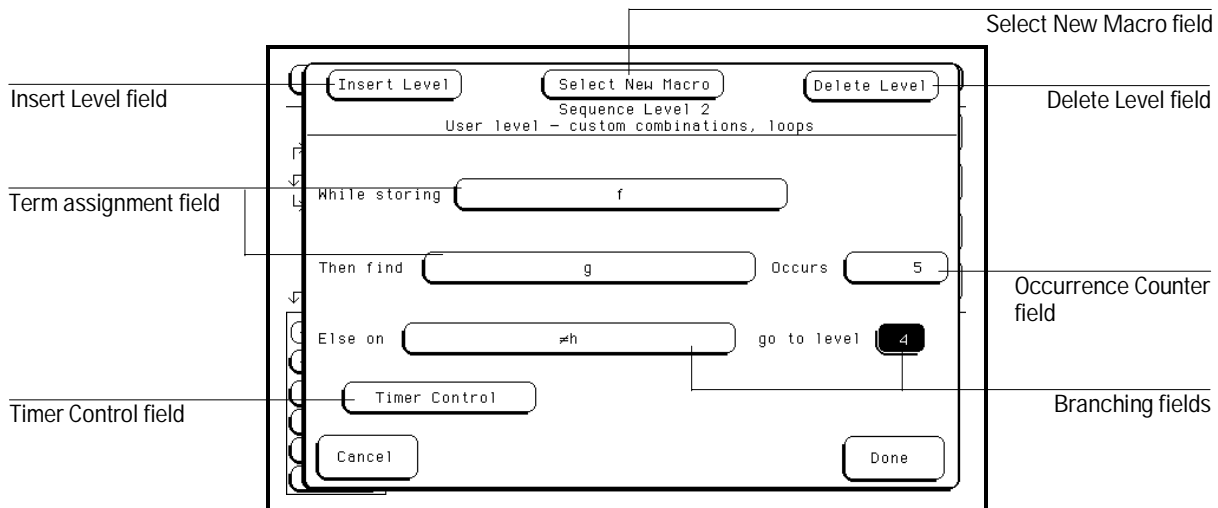 Select New Macro field
Insert Level
Select New Macro
Delete Level
Insert Level field
Delete Level field
Sequence Level 2
User level – custom combinations, loops
While storing f
Term assignment field
Then find g Occurs 5
Occurrence Counter
field
Else on ≠h go to level 4
Timer Control
Timer Control field
Branching fields
Cancel
Done